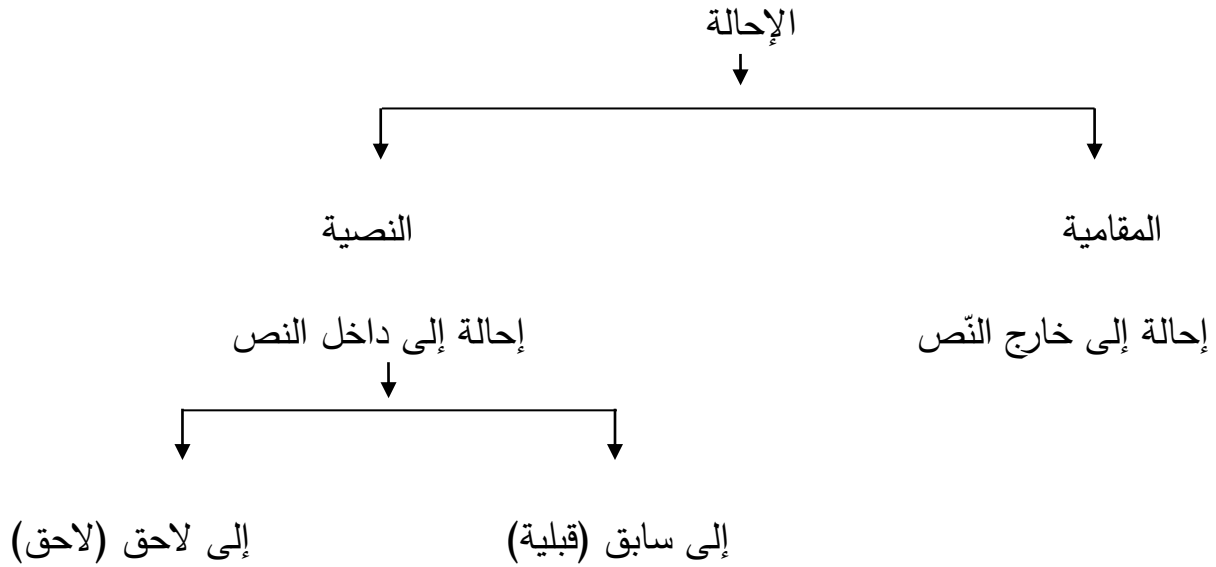 الإحالة
المقامية
النصية
إحالة إلى خارج النّص
إحالة إلى داخل النص
إلى سابق (قبلية)
إلى لاحق (لاحق)